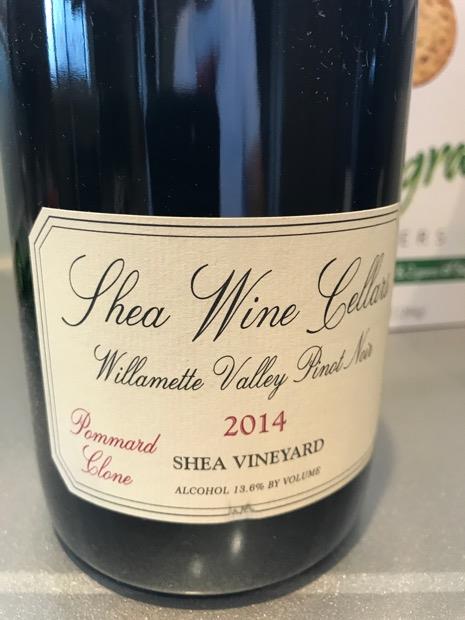 Shea Wine Cellars
Willamette Valley Pinot Noir
2014
Pommard
Clone
SHEA VINEYARD
ALCOHOL 13.6% BY VOLUME